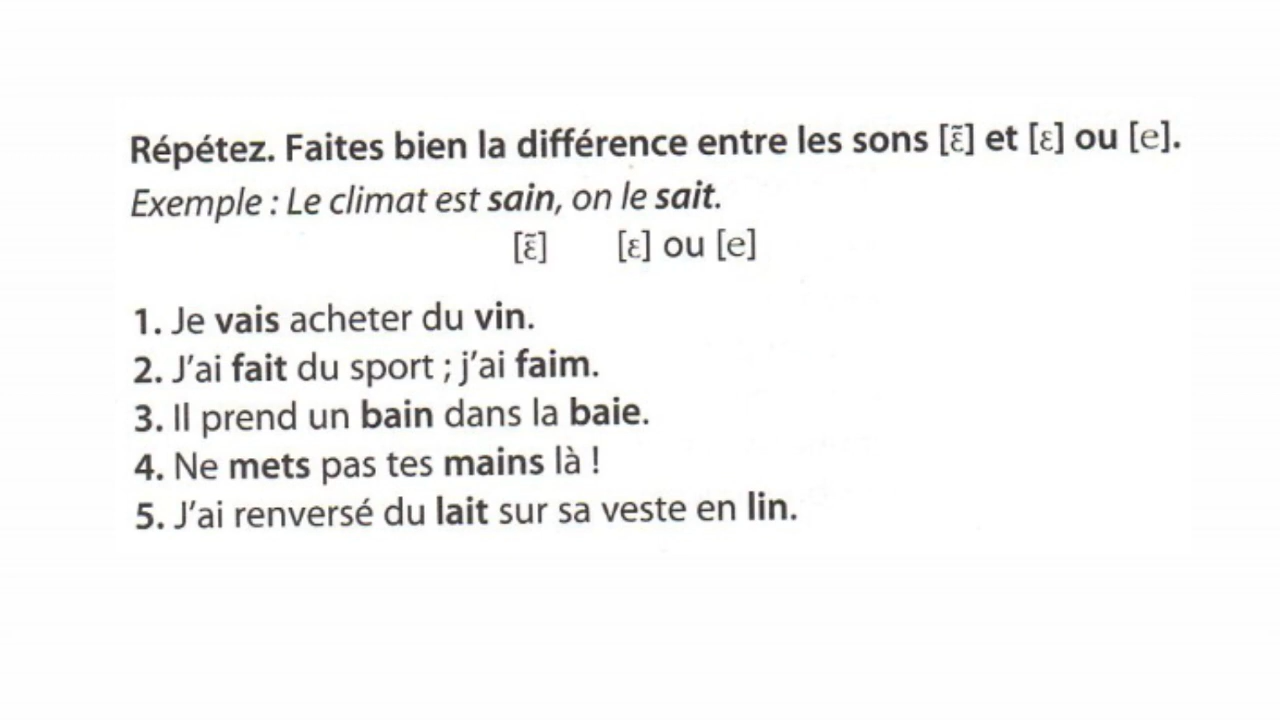 Répétez. Faites bien la différence entre les sons [ɛ̃] et [ɛ] ou [e].
Exemple : Le climat est sain, on le sait.
[ɛ̃] [ɛ] ou [e]
1. Je vais acheter du vin.
2. J'ai fait du sport ; j'ai faim.
3. Il prend un bain dans la baie.
4. Ne mets pas tes mains là !
5. J'ai renversé du lait sur sa veste en lin.